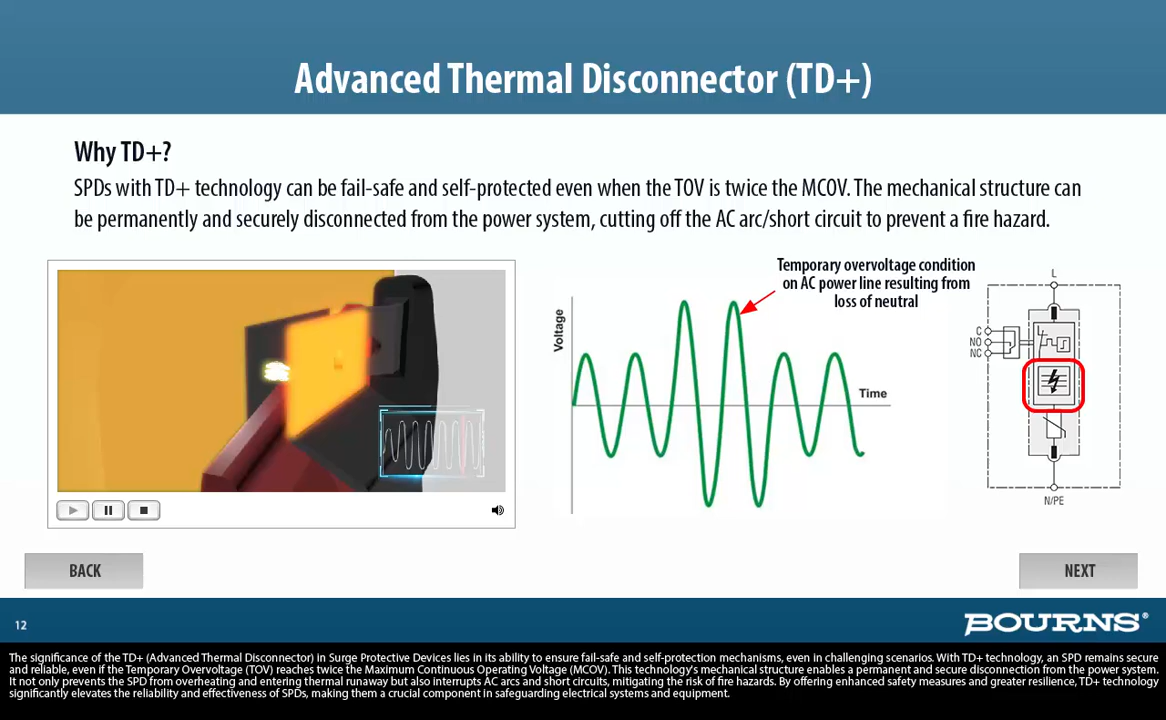 Advanced Thermal Disconnector (TD+)
Why TD+?
SPDs with TD+ technology can be fail-safe and self-protected even when the TOV is twice the MCOV. The mechanical structure can
be permanently and securely disconnected from the power system, cutting off the AC arc/short circuit to prevent a fire hazard.
Temporary overvoltage condition
on AC power line resulting from
loss of neutral
Voltage
Time
L
C
NO
NC
N/PE
BACK
NEXT
12
BOURNS®
The significance of the TD+ (Advanced Thermal Disconnector) in Surge Protective Devices lies in its ability to ensure fail-safe and self-protection mechanisms, even in challenging scenarios. With TD+ technology, an SPD remains secure
and reliable, even if the Temporary Overvoltage (TOV) reaches twice the Maximum Continuous Operating Voltage (MCOV). This technology's mechanical structure enables a permanent and secure disconnection from the power system.
It not only prevents the SPD from overheating and entering thermal runaway but also interrupts AC arcs and short circuits, mitigating the risk of fire hazards. By offering enhanced safety measures and greater resilience, TD+ technology
significantly elevates the reliability and effectiveness of SPDs, making them a crucial component in safeguarding electrical systems and equipment.